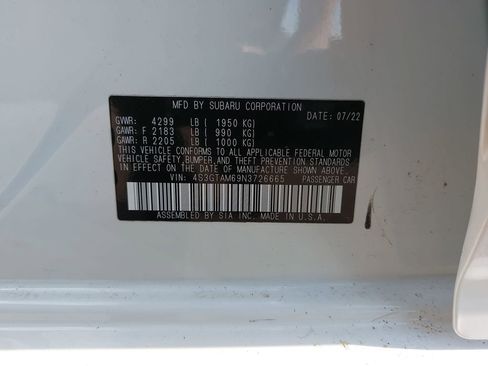 MFD BY SUBARU CORPORATION
DATE: 07/22
GVWR: 4299 LB ( 1950 KG)
GAWR: F 2183 LB ( 990 KG)
GAWR: R 2205 LB ( 1000 KG)
THIS VEHICLE CONFORMS TO ALL APPLICABLE FEDERAL MOTOR
VEHICLE SAFETY,BUMPER,AND THEFT PREVENTION STANDARDS
IN EFFECT ON THE DATE OF MANUFACTURE SHOWN ABOVE.
VIN: 4S3GTAM69N3726665 PASSENGER CAR
ASSEMBLED BY SIA INC. MADE IN U.S.A.